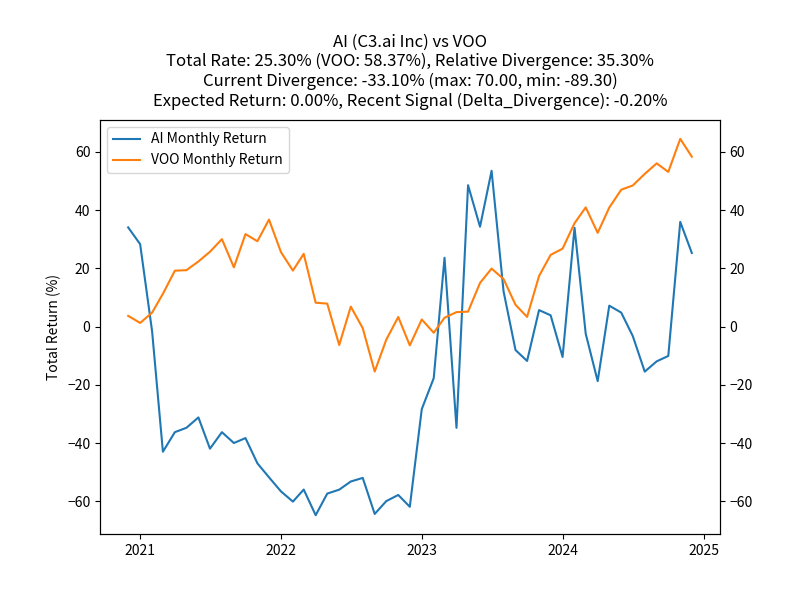 AI (C3.ai Inc) vs VOO
Total Rate: 25.30% (VOO: 58.37%), Relative Divergence: 35.30%
Current Divergence: -33.10% (max: 70.00, min: -89.30)
Expected Return: 0.00%, Recent Signal (Delta_Divergence): -0.20%
AI Monthly Return
VOO Monthly Return
Total Return (%)
60 60
40 40
20 20
0 0
−20 −20
−40 −40
−60 −60
2021 2022 2023 2024 2025